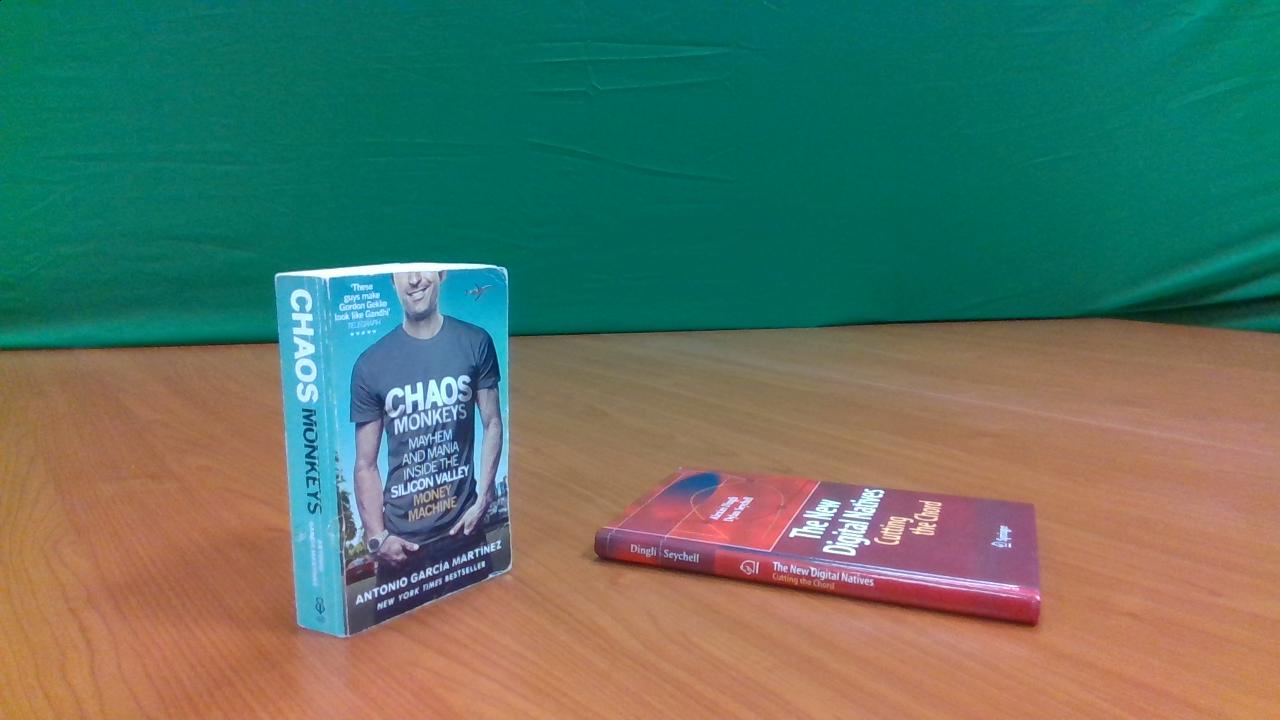 CHAOS MONKEYS
'These
guys make
Gordon Gekko
look like Gandhi'
TELEGRAPH
CHAOS
MONKEYS
MAYHEM
AND MANIA
INSIDE THE
SILICON VALLEY
MONEY
MACHINE
ANTONIO GARCÍA MARTÍNEZ
NEW YORK TIMES BESTSELLER
The New
Digital Natives
Cutting
the Chord
Springer
Dingli Seychell
The New Digital Natives
Cutting the Chord